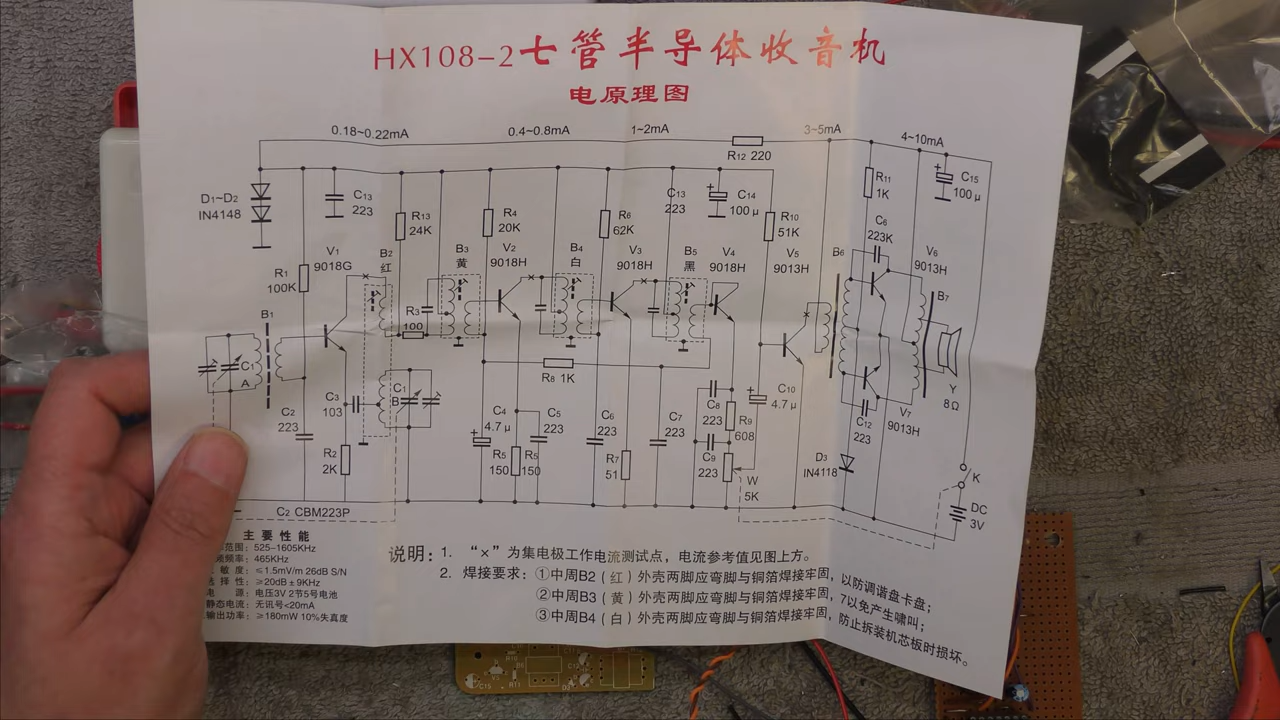 HX108-2七管半导体收音机
电原理图
0.18~0.22mA
0.4~0.8mA
1~2mA
3~5mA
4~10mA
R12 220
D1~D2
IN4148
C13
223
R13
24K
R4
20K
R6
62K
C13
223
C14
100μ
R10
51K
R11
1K
C15
100μ
C6
223K
R1
100K
V1
9018G
B2
红
B3
黄
V2
9018H
B4
白
V3
9018H
B5
黑
V4
9018H
V5
9013H
B6
V6
9013H
B7
B1
R3
100
C1
A
C1
B
R8 1K
Y
8Ω
C2
223
C3
103
R2
2K
C4
4.7μ
R5
150
R5
150
C5
223
C6
223
R7
51
C7
223
C8
223
C9
223
R9
608
W
5K
C10
4.7μ
D3
IN4118
C12
223
V7
9013H
K
DC
3V
C2 CBM223P
主要性能
范围：525-1605KHz
频率：465KHz
敏 度：≤1.5mV/m 26dB S/N
择 性：≥20dB±9KHz
源：电压3V 2节5号电池
静态电流：无讯号<20mA
输出功率：≥180mW 10%失真度
说明：1. “×”为集电极工作电流测试点，电流参考值见图上方。
2. 焊接要求：①中周B2（红）外壳两脚应弯脚与铜箔焊接牢固，以防调谐盘卡盘；
②中周B3（黄）外壳两脚应弯脚与铜箔焊接牢固，7以免产生啸叫；
③中周B4（白）外壳两脚应弯脚与铜箔焊接牢固，防止拆装机芯板时损坏。
C15
R11